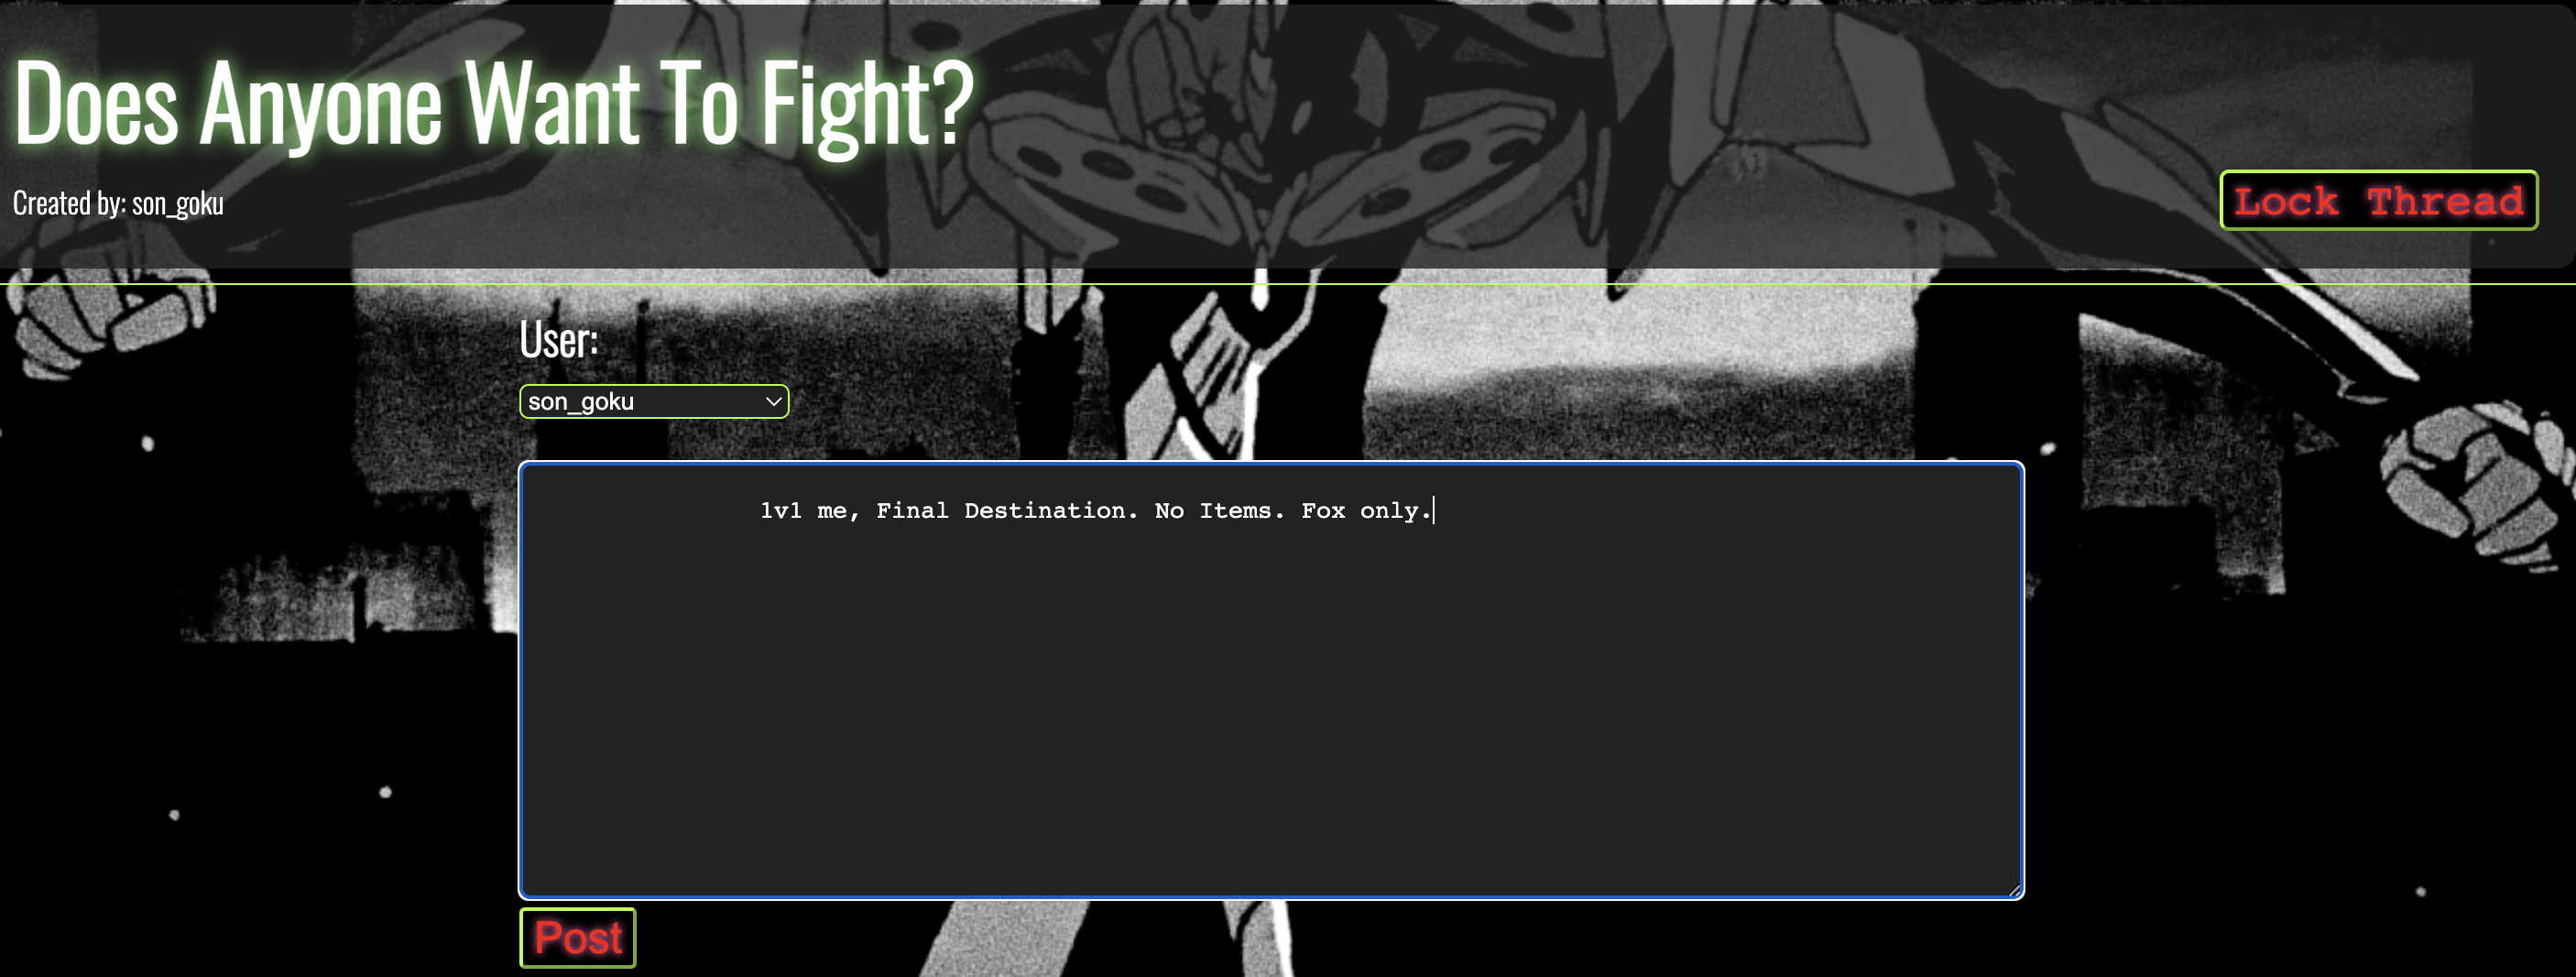 Does Anyone Want To Fight?
Created by: son_goku
Lock Thread
User:
son_goku
1v1 me, Final Destination. No Items. Fox only.
Post